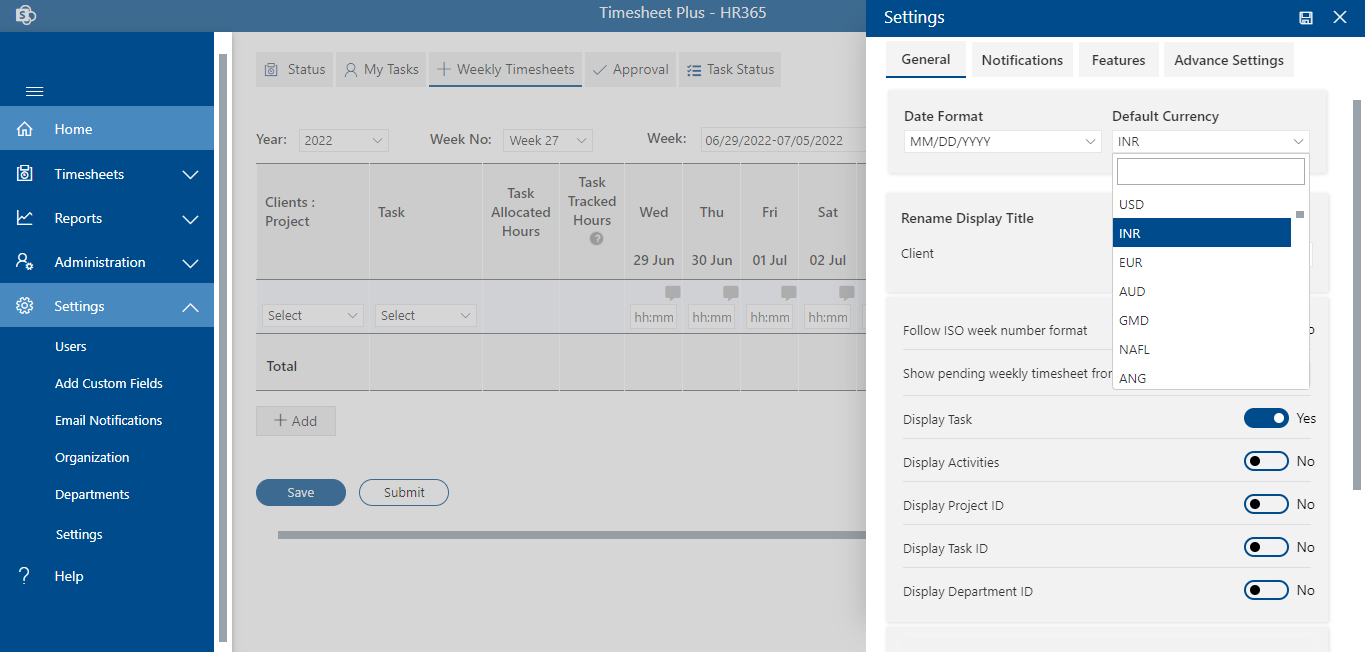 Timesheet Plus - HR365
Home
Timesheets
Reports
Administration
Settings
Users
Add Custom Fields
Email Notifications
Organization
Departments
Settings
? Help
Status My Tasks Weekly Timesheets Approval Task Status
Year: 2022 Week No: Week 27 Week: 06/29/2022-07/05/2022
Clients :
Project
Task
Task
Allocated
Hours
Task
Tracked
Hours
?
Wed Thu Fri Sat
29 Jun 30 Jun 01 Jul 02 Jul
Select Select hh:mm hh:mm hh:mm hh:mm
Total
+ Add
Save Submit
Settings
General Notifications Features Advance Settings
Date Format Default Currency
MM/DD/YYYY INR
USD
INR
EUR
AUD
GMD
NAFL
ANG
Rename Display Title
Client
Follow ISO week number format
Show pending weekly timesheet from
Display Task Yes
Display Activities No
Display Project ID No
Display Task ID No
Display Department ID No